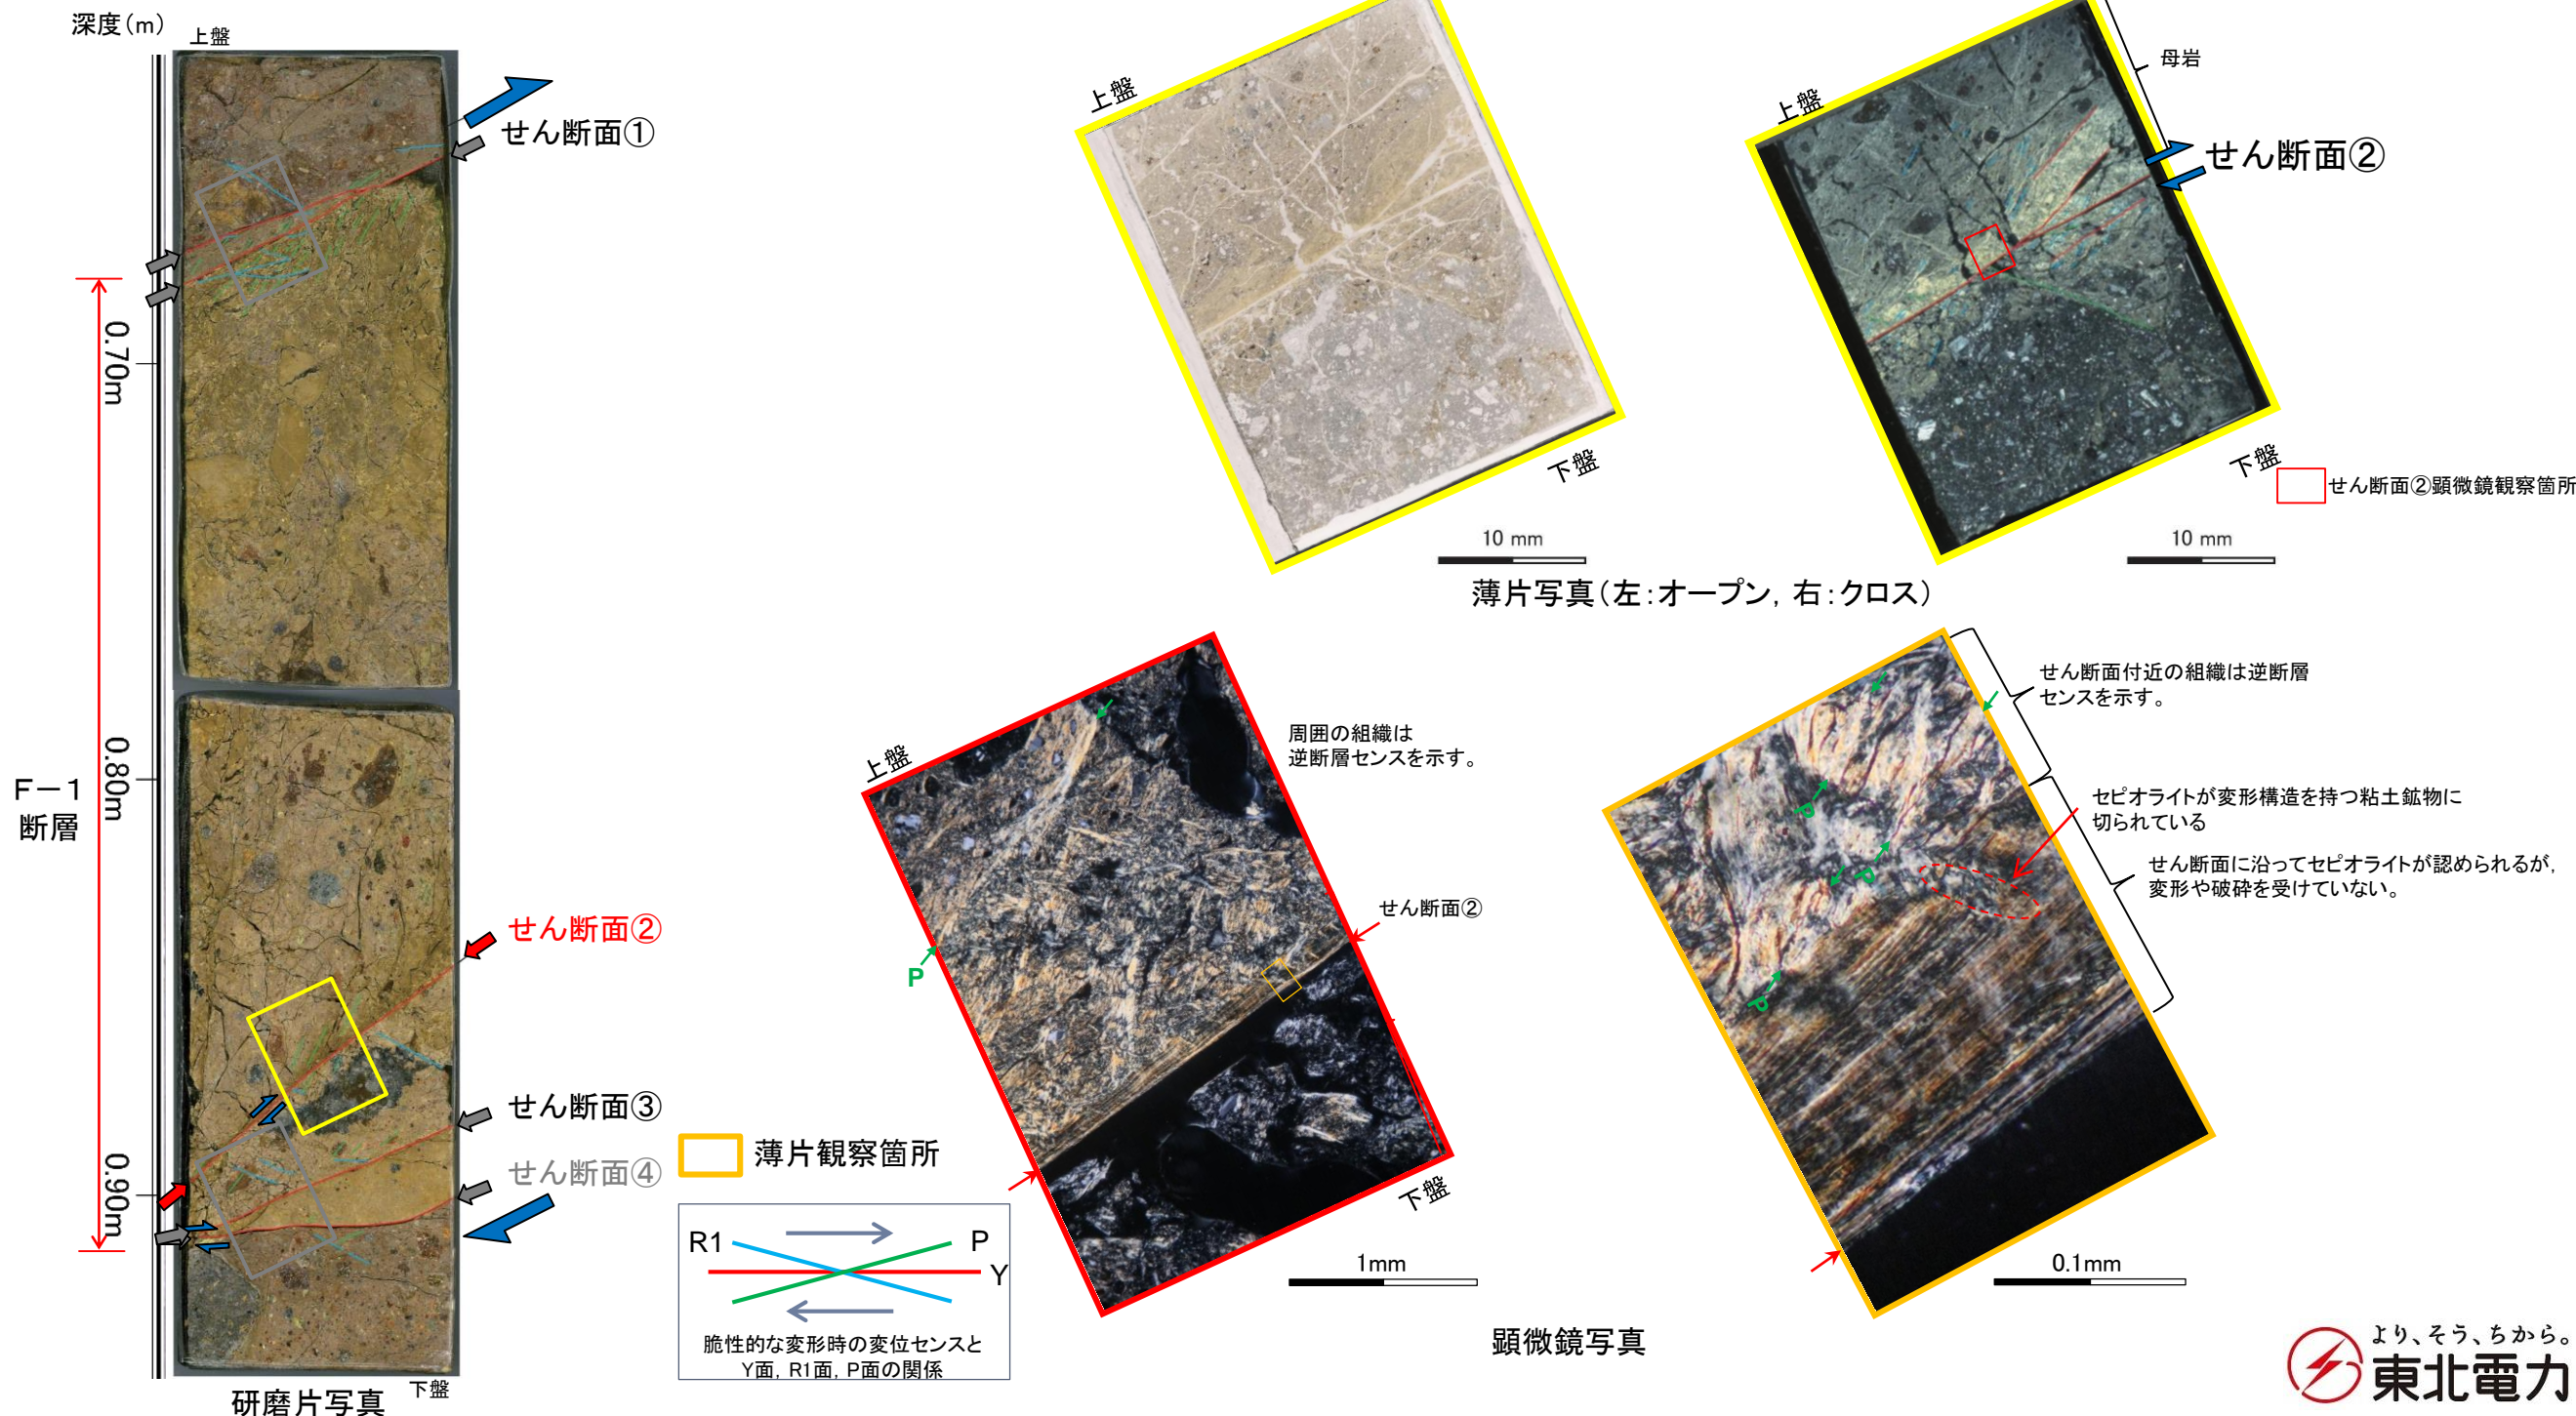 深度(m)
上盤
せん断面①
0.70m
0.80m
F－1
断層
せん断面②
せん断面③
せん断面④
0.90m
研磨片写真
下盤
薄片観察箇所
R1
P
Y
脆性的な変形時の変位センスと
Y面, R1面, P面の関係
上盤
下盤
10 mm
上盤
母岩
せん断面②
下盤
せん断面②顕微鏡観察箇所
10 mm
薄片写真(左:オープン, 右:クロス)
上盤
周囲の組織は
逆断層センスを示す。
P
せん断面②
下盤
1mm
せん断面付近の組織は逆断層
センスを示す。
セピオライトが変形構造を持つ粘土鉱物に
切られている
せん断面に沿ってセピオライトが認められるが,
変形や破砕を受けていない。
P
P
P
0.1mm
顕微鏡写真
より、そう、ちから。
東北電力